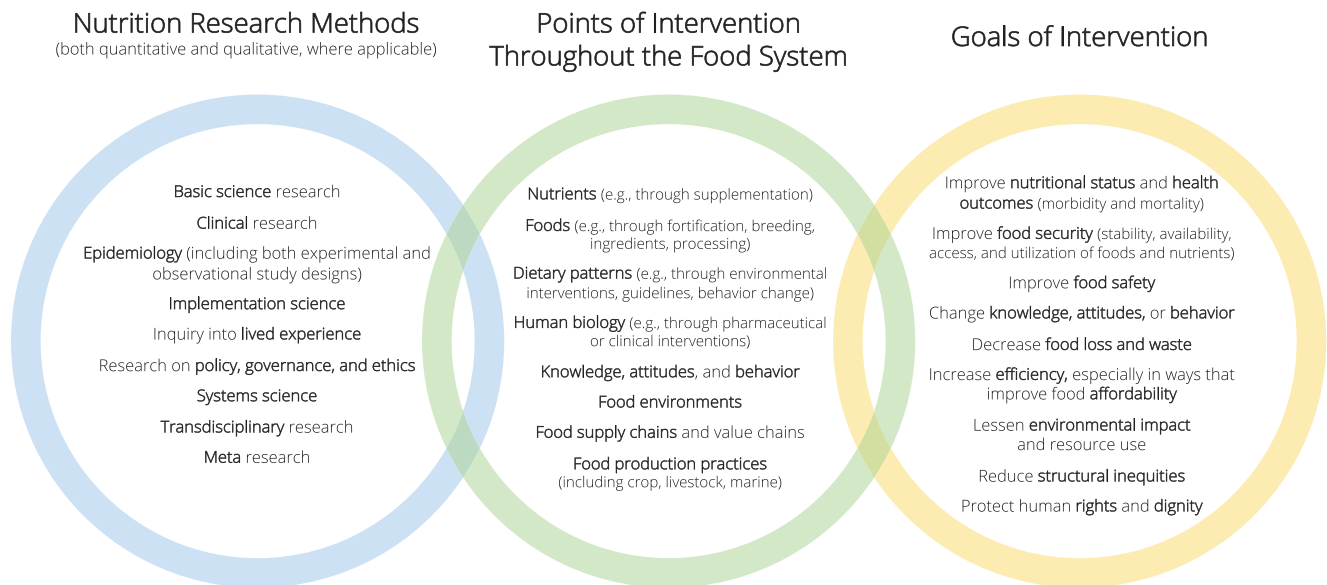 Nutrition Research Methods
(both quantitative and qualitative, where applicable)
Basic science research
Clinical research
Epidemiology (including both experimental and
observational study designs)
Implementation science
Inquiry into lived experience
Research on policy, governance, and ethics
Systems science
Transdisciplinary research
Meta research
Points of Intervention
Throughout the Food System
Nutrients (e.g., through supplementation)
Foods (e.g., through fortification, breeding,
ingredients, processing)
Dietary patterns (e.g., through environmental
interventions, guidelines, behavior change)
Human biology (e.g., through pharmaceutical
or clinical interventions)
Knowledge, attitudes, and behavior
Food environments
Food supply chains and value chains
Food production practices
(including crop, livestock, marine)
Goals of Intervention
Improve nutritional status and health
outcomes (morbidity and mortality)
Improve food security (stability, availability,
access, and utilization of foods and nutrients)
Improve food safety
Change knowledge, attitudes, or behavior
Decrease food loss and waste
Increase efficiency, especially in ways that
improve food affordability
Lessen environmental impact
and resource use
Reduce structural inequities
Protect human rights and dignity